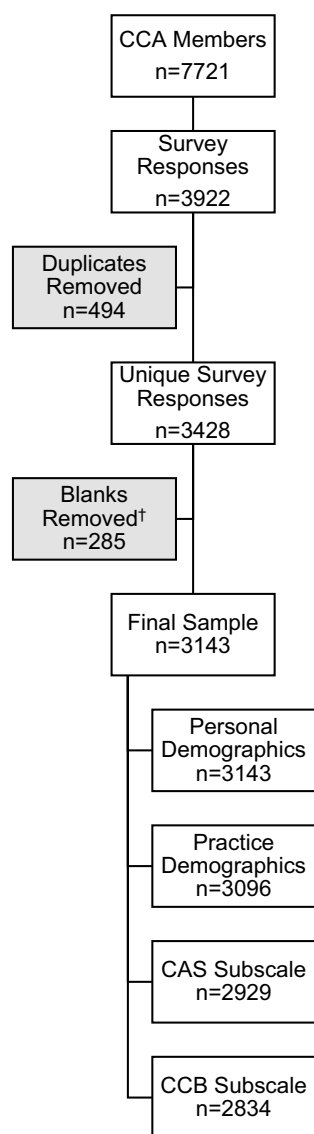 CCA Members
n=7721
Survey
Responses
n=3922
Duplicates
Removed
n=494
Unique Survey
Responses
n=3428
Blanks
Removed†
n=285
Final Sample
n=3143
Personal
Demographics
n=3143
Practice
Demographics
n=3096
CAS Subscale
n=2929
CCB Subscale
n=2834